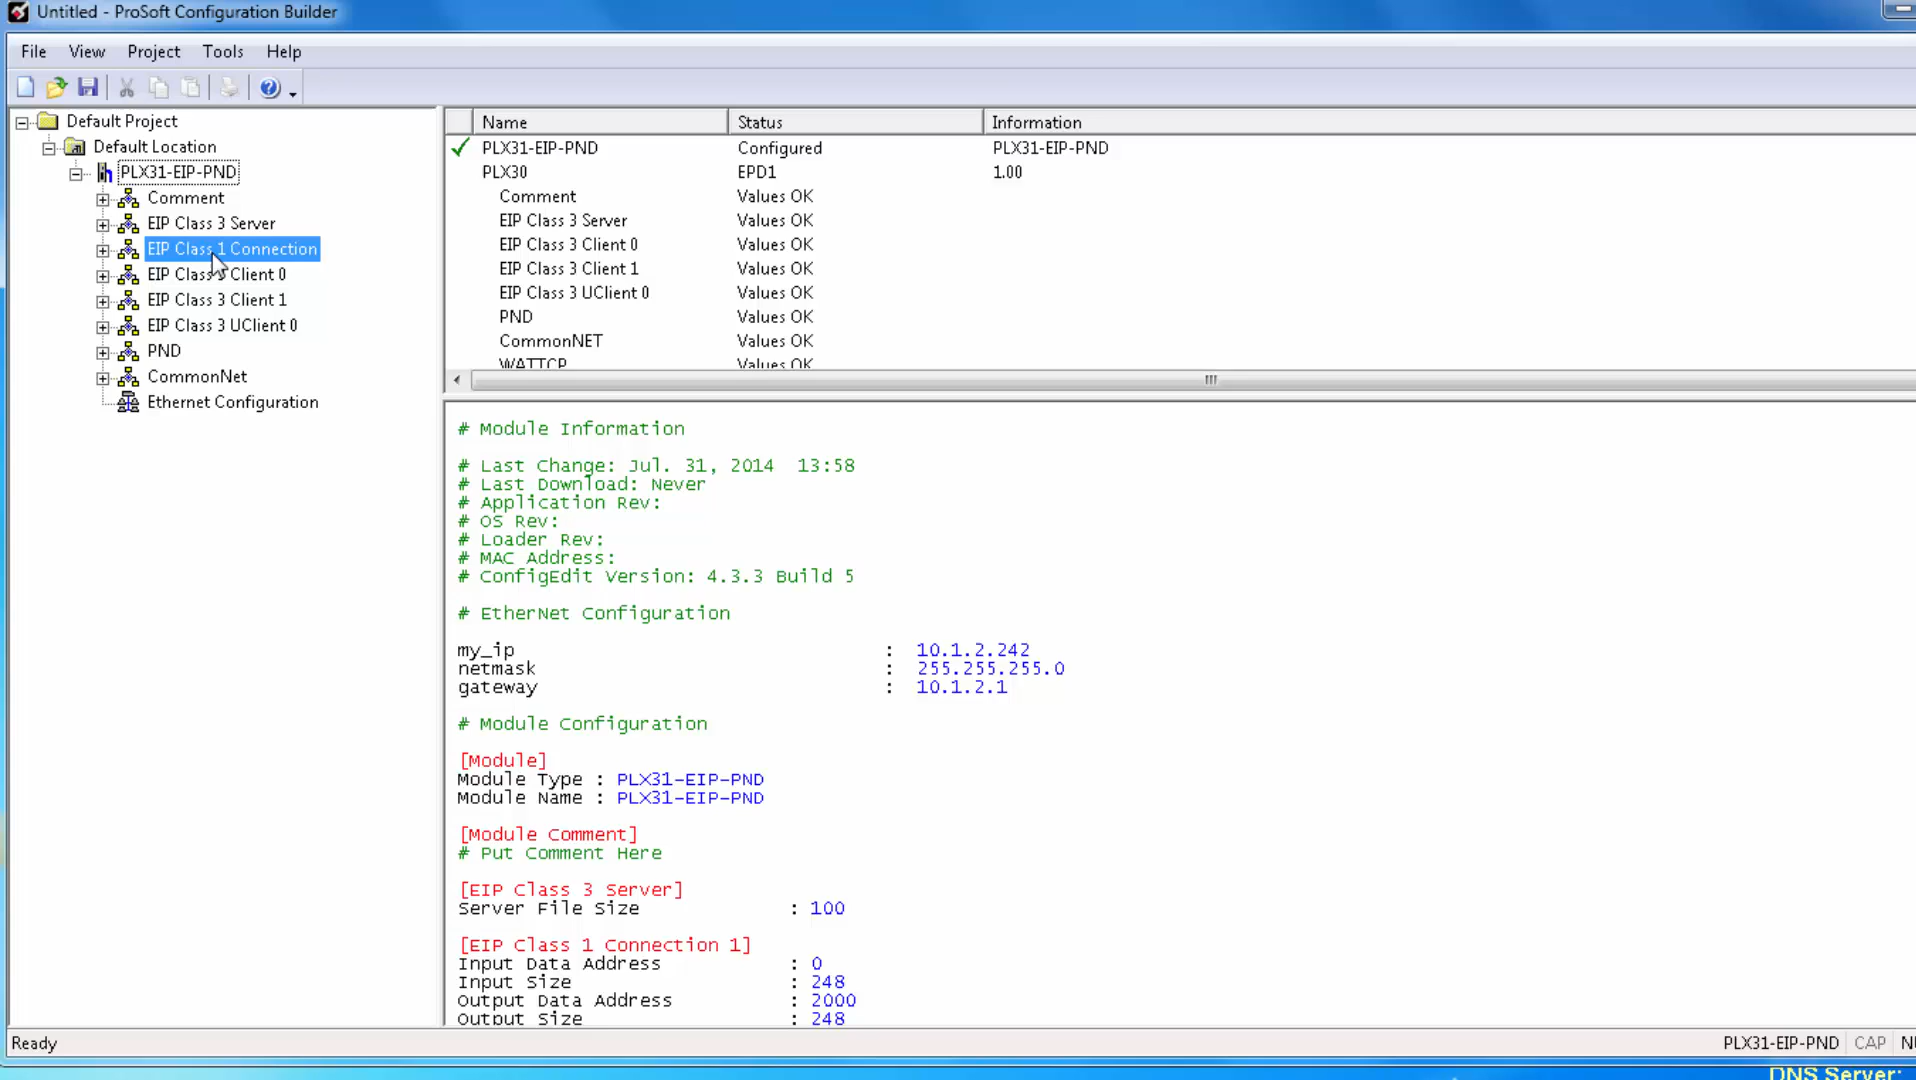 Untitled - ProSoft Configuration Builder
File View Project Tools Help
Default Project
Default Location
PLX31-EIP-PND
Comment
EIP Class 3 Server
EIP Class 1 Connection
EIP Class 3 Client 0
EIP Class 3 Client 1
EIP Class 3 UClient 0
PND
CommonNet
Ethernet Configuration
Name Status Information
PLX31-EIP-PND Configured PLX31-EIP-PND
PLX30 EPD1 1.00
Comment Values OK
EIP Class 3 Server Values OK
EIP Class 3 Client 0 Values OK
EIP Class 3 Client 1 Values OK
EIP Class 3 UClient 0 Values OK
PND Values OK
CommonNET Values OK
WATTCP Values OK
# Module Information
# Last Change: Jul. 31, 2014 13:58
# Last Download: Never
# Application Rev:
# OS Rev:
# Loader Rev:
# MAC Address:
# ConfigEdit Version: 4.3.3 Build 5
# EtherNet Configuration
my_ip : 10.1.2.242
netmask : 255.255.255.0
gateway : 10.1.2.1
# Module Configuration
[Module]
Module Type : PLX31-EIP-PND
Module Name : PLX31-EIP-PND
[Module Comment]
# Put Comment Here
[EIP Class 3 Server]
Server File Size : 100
[EIP Class 1 Connection 1]
Input Data Address : 0
Input Size : 248
Output Data Address : 2000
Output Size : 248
Ready PLX31-EIP-PND CAP
DNS Server: